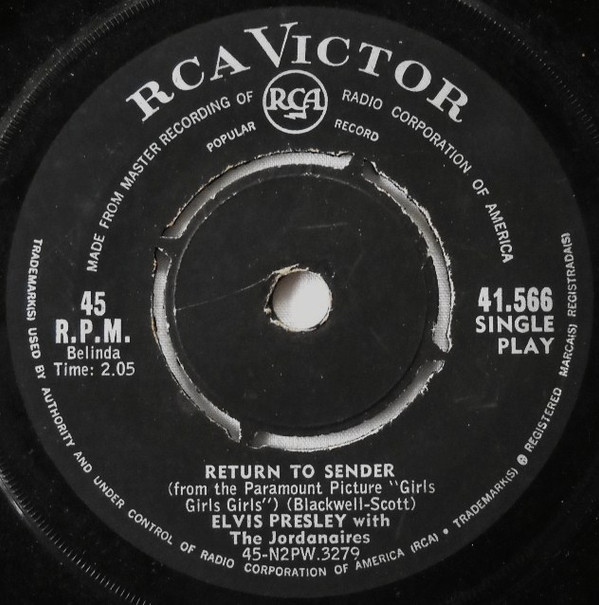 RCA VICTOR
RCA
MADE FROM MASTER RECORDING OF RADIO CORPORATION OF AMERICA
POPULAR RECORD
45
R.P.M.
Belinda
Time: 2.05
41.566
SINGLE
PLAY
RETURN TO SENDER
(from the Paramount Picture "Girls
Girls Girls") (Blackwell-Scott)
ELVIS PRESLEY with
The Jordanaires
45-N2PW.3279
TRADEMARK(S) USED BY AUTHORITY AND UNDER CONTROL OF RADIO CORPORATION OF AMERICA (RCA) • TRADEMARK(S) ® REGISTERED MARCA(S) REGISTRADA(S)